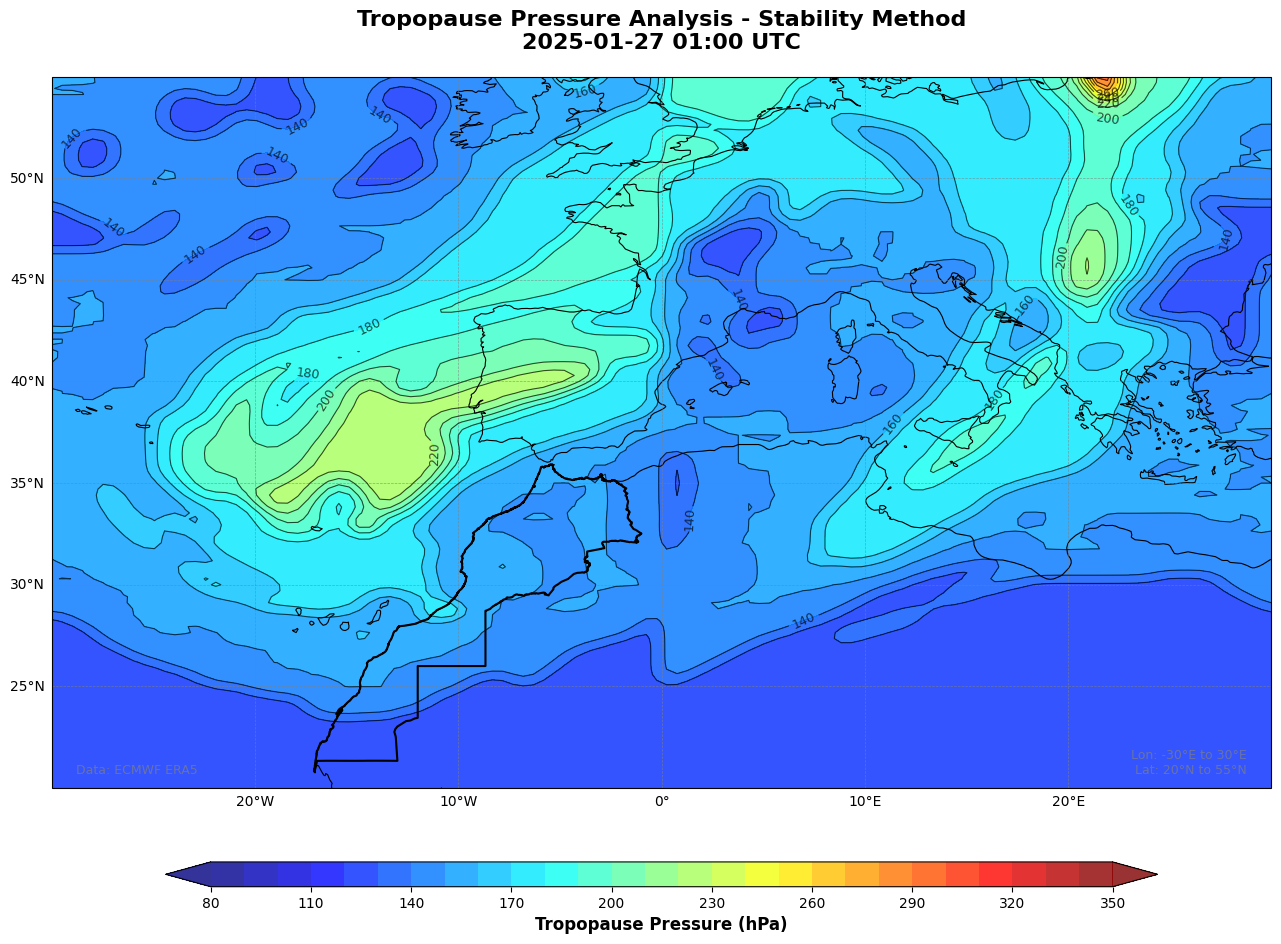 Tropopause Pressure Analysis - Stability Method
2025-01-27 01:00 UTC
160
140
140
140
140
200
140
50°N
180
140
140
140
200
45°N
140
180
160
180
140
40°N
200
180
160
220
35°N
140
30°N
140
25°N
Lon: -30°E to 30°E
Data: ECMWF ERA5
Lat: 20°N to 55°N
20°W
10°W
0°
10°E
20°E
80
110
140
170
200
230
260
290
320
350
Tropopause Pressure (hPa)